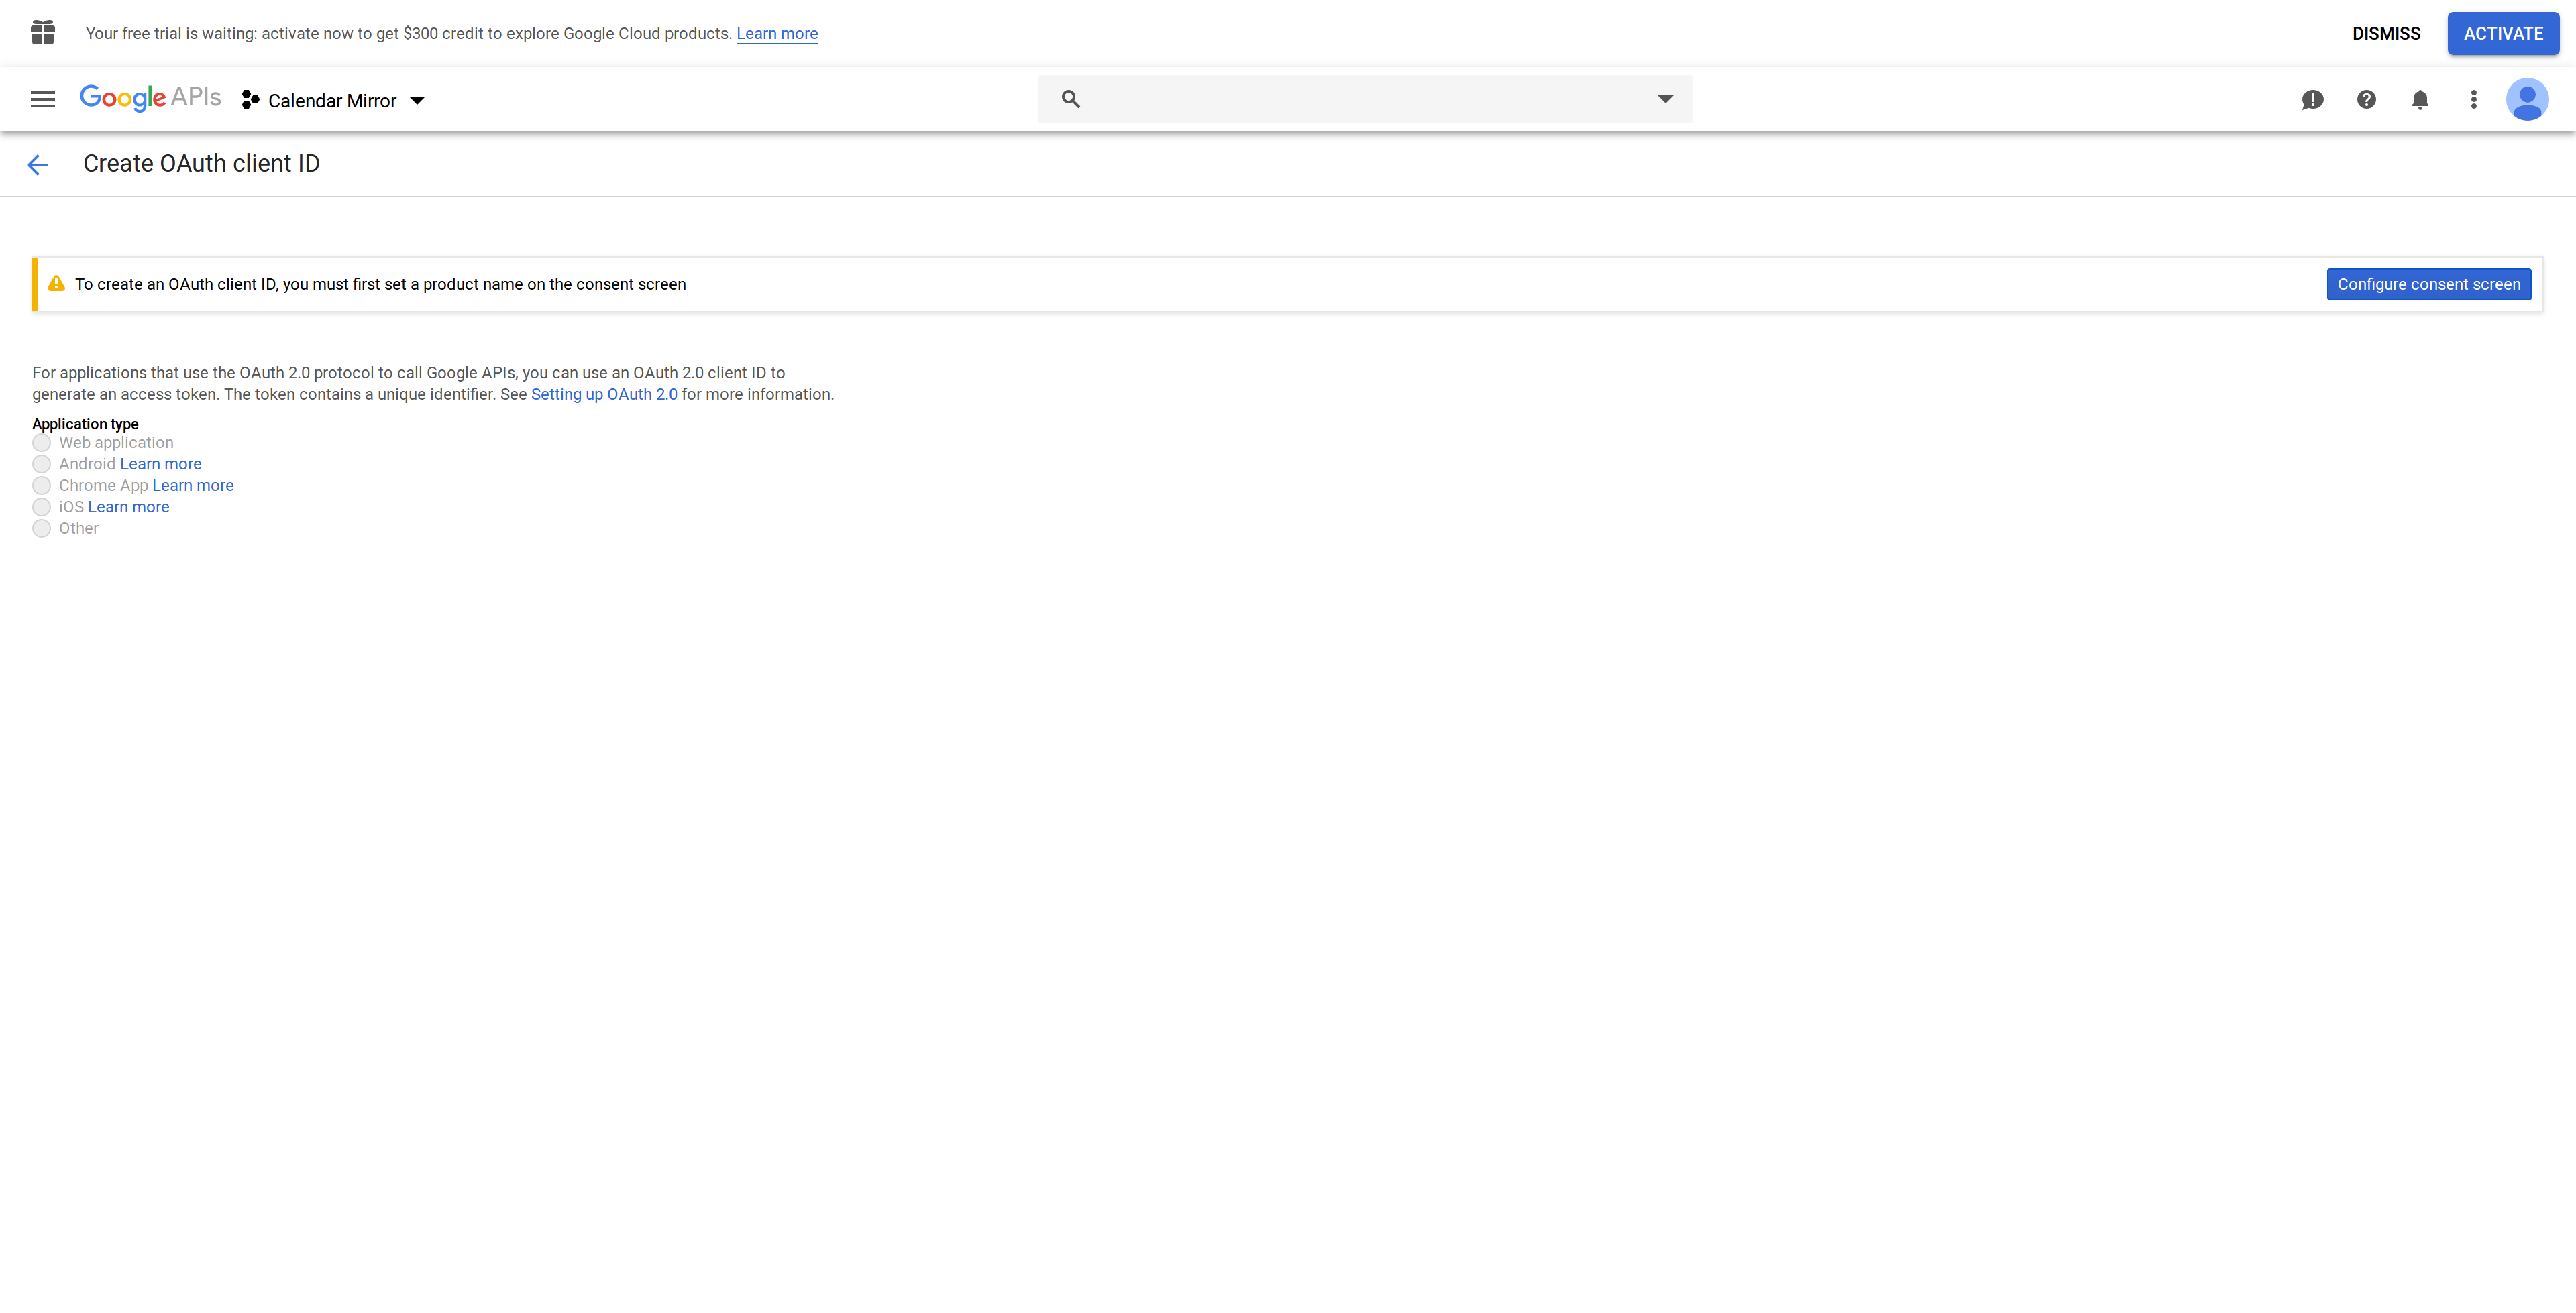 Your free trial is waiting: activate now to get $300 credit to explore Google Cloud products. Learn more
DISMISS
ACTIVATE
Google APIs
Calendar Mirror
Create OAuth client ID
To create an OAuth client ID, you must first set a product name on the consent screen
Configure consent screen
For applications that use the OAuth 2.0 protocol to call Google APIs, you can use an OAuth 2.0 client ID to
generate an access token. The token contains a unique identifier. See Setting up OAuth 2.0 for more information.
Application type
Web application
Android Learn more
Chrome App Learn more
iOS Learn more
Other